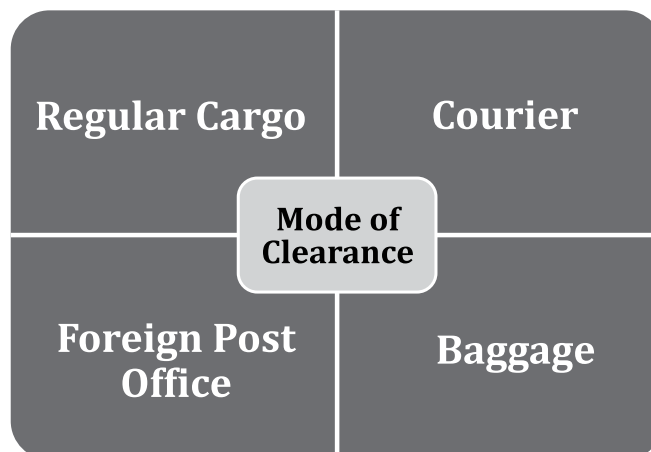 Regular Cargo
Courier
Mode of
Clearance
Foreign Post
Office
Baggage